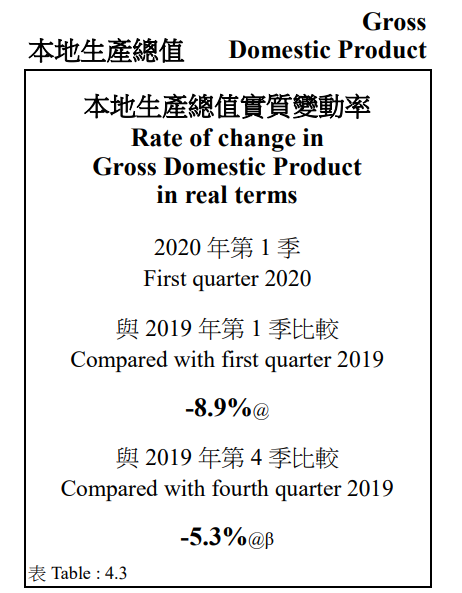 本地生產總值
Gross
Domestic Product
本地生產總值實質變動率
Rate of change in
Gross Domestic Product
in real terms
2020 年第 1 季
First quarter 2020
與 2019 年第 1 季比較
Compared with first quarter 2019
-8.9%@
與 2019 年第 4 季比較
Compared with fourth quarter 2019
-5.3%@β
表 Table : 4.3